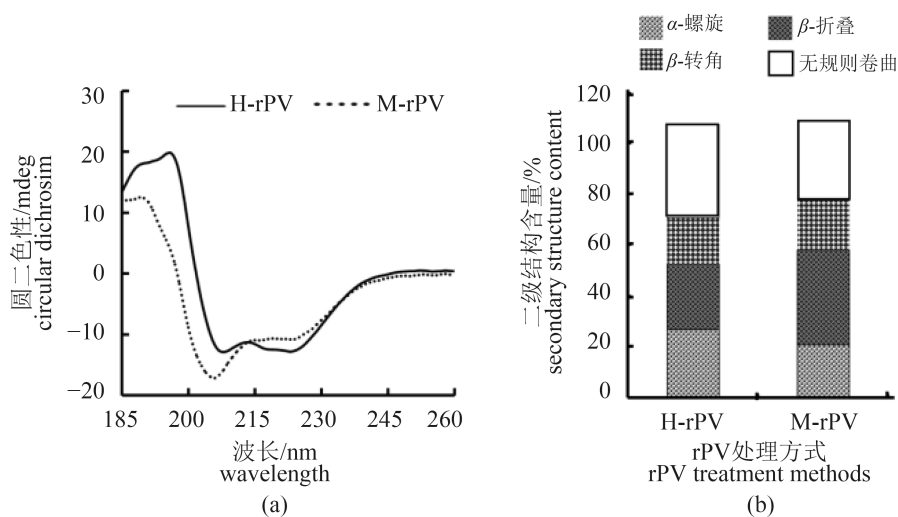 30
20
10
0
−10
−20
圆二色性/mdeg
circular dichrosim
H-rPV
M-rPV
185
200
215
230
245
260
波长/nm
wavelength
(a)
α-螺旋
β-折叠
β-转角
无规则卷曲
120
100
80
60
40
20
0
二级结构含量/%
secondary structure content
H-rPV
M-rPV
rPV处理方式
rPV treatment methods
(b)